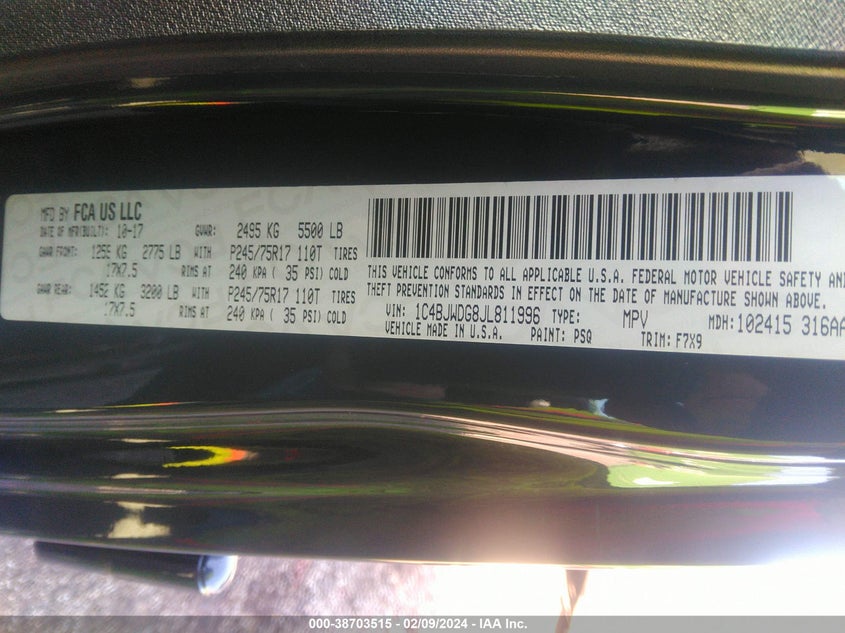 MFD BY FCA US LLC
DATE OF MFR(BUILT): 10-17 GVWR: 2495 KG 5500 LB
GAWR FRONT: 1255 KG 2775 LB WITH P245/75R17 110T TIRES
17X7.5 RIMS AT 240 KPA ( 35 PSI) COLD
GAWR REAR: 1452 KG 3200 LB WITH P245/75R17 110T TIRES
17X7.5 RIMS AT 240 KPA ( 35 PSI) COLD
THIS VEHICLE CONFORMS TO ALL APPLICABLE U.S.A. FEDERAL MOTOR VEHICLE SAFETY AND
THEFT PREVENTION STANDARDS IN EFFECT ON THE DATE OF MANUFACTURE SHOWN ABOVE.
VIN: 1C4BJWDG8JL811996 TYPE: MPV MDH: 102415 316AA
VEHICLE MADE IN U.S.A. PAINT: PSQ TRIM: F7X9
000-38703515 - 02/09/2024 - IAA Inc.